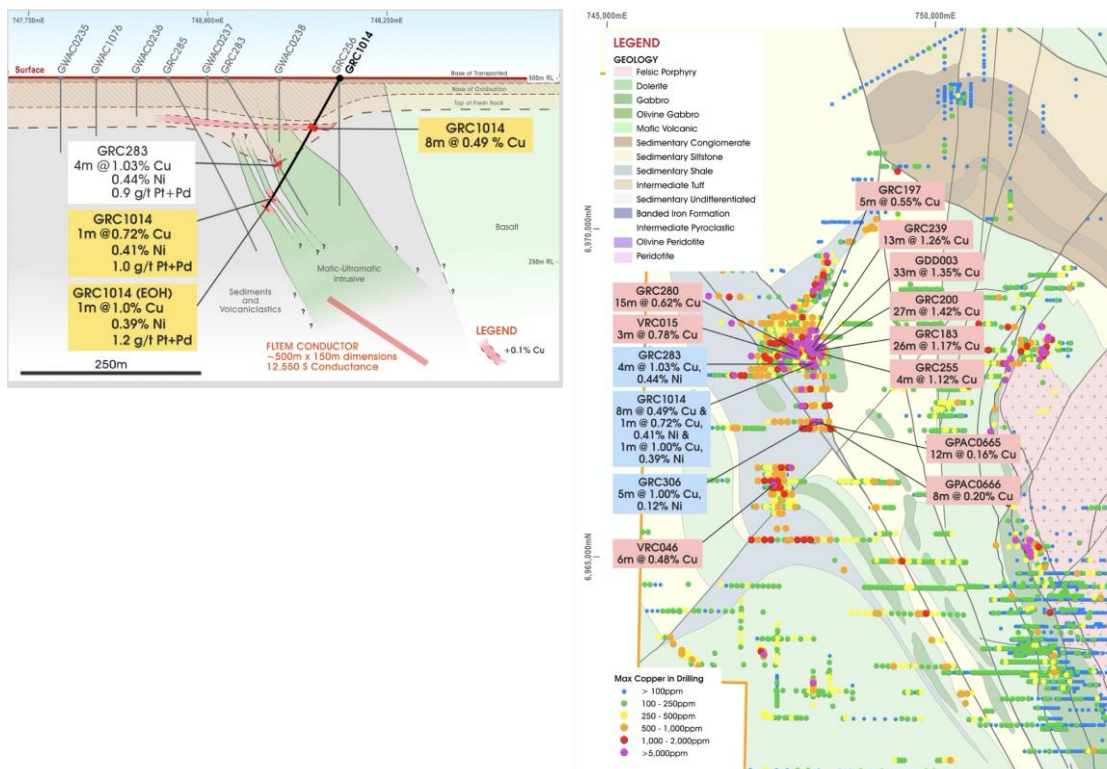 747,750mE
748,000mE
748,250mE
GWAC0235
GWAC1076
GWAC0236
GRC285
GWAC0237
GRC283
GWAC0238
GRC256
GRC1014
Surface
Base of Transported
500m RL
Base of Oxidisation
Top of Fresh Rock
GRC1014
8m @ 0.49 % Cu
GRC283
4m @ 1.03% Cu
0.44% Ni
0.9 g/t Pt+Pd
GRC1014
1m @ 0.72% Cu
0.41% Ni
1.0 g/t Pt+Pd
GRC1014 (EOH)
1m @ 1.0% Cu
0.39% Ni
1.2 g/t Pt+Pd
Basalt
250m RL
Mafic-Ultramafic
intrusive
Sediments
and
Volcaniclastics
? ? ? ? ? ? ? ? ? ?
250m
FLTEM CONDUCTOR
~500m x 150m dimensions
12,550 S Conductance
LEGEND
+0.1% Cu
745,000mE
750,000mE
LEGEND
GEOLOGY
Felsic Porphyry
Dolerite
Gabbro
Olivine Gabbro
Mafic Volcanic
Sedimentary Conglomerate
Sedimentary Siltstone
Sedimentary Shale
Intermediate Tuff
Sedimentary Undifferentiated
Banded Iron Formation
Intermediate Pyroclastic
Olivine Peridotite
Peridotite
6,970,000mN
6,965,000mN
GRC197
5m @ 0.55% Cu
GRC239
13m @ 1.26% Cu
GDD003
33m @ 1.35% Cu
GRC200
27m @ 1.42% Cu
GRC183
26m @ 1.17% Cu
GRC255
4m @ 1.12% Cu
GRC280
15m @ 0.62% Cu
VRC015
3m @ 0.78% Cu
GRC283
4m @ 1.03% Cu,
0.44% Ni
GRC1014
8m @ 0.49% Cu &
1m @ 0.72% Cu,
0.41% Ni &
1m @ 1.00% Cu,
0.39% Ni
GRC306
5m @ 1.00% Cu,
0.12% Ni
VRC046
6m @ 0.48% Cu
GPAC0665
12m @ 0.16% Cu
GPAC0666
8m @ 0.20% Cu
Max Copper in Drilling
> 100ppm
100 - 250ppm
250 - 500ppm
500 - 1,000ppm
1,000 - 2,000ppm
>5,000ppm